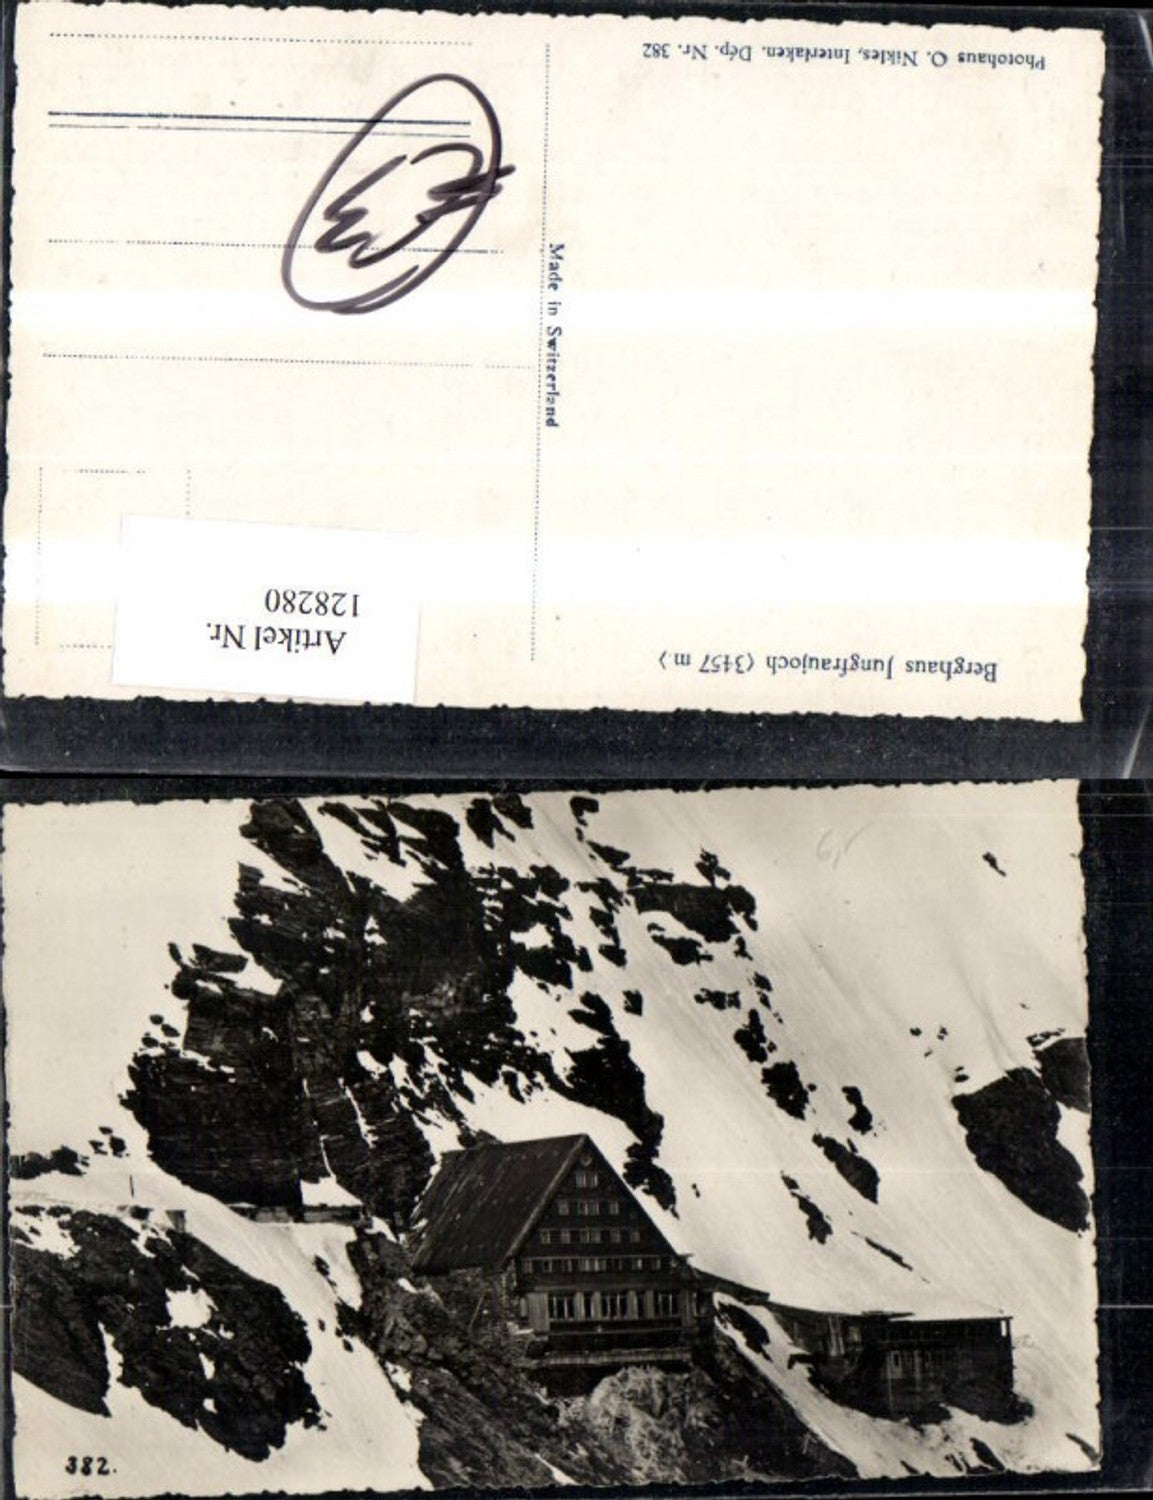 Photohaus O. Nikles, Interlaken. Dép. Nr. 382
Made in Switzerland
Artikel Nr.
128280
Berghaus Jungfraujoch (3457 m.)
382.